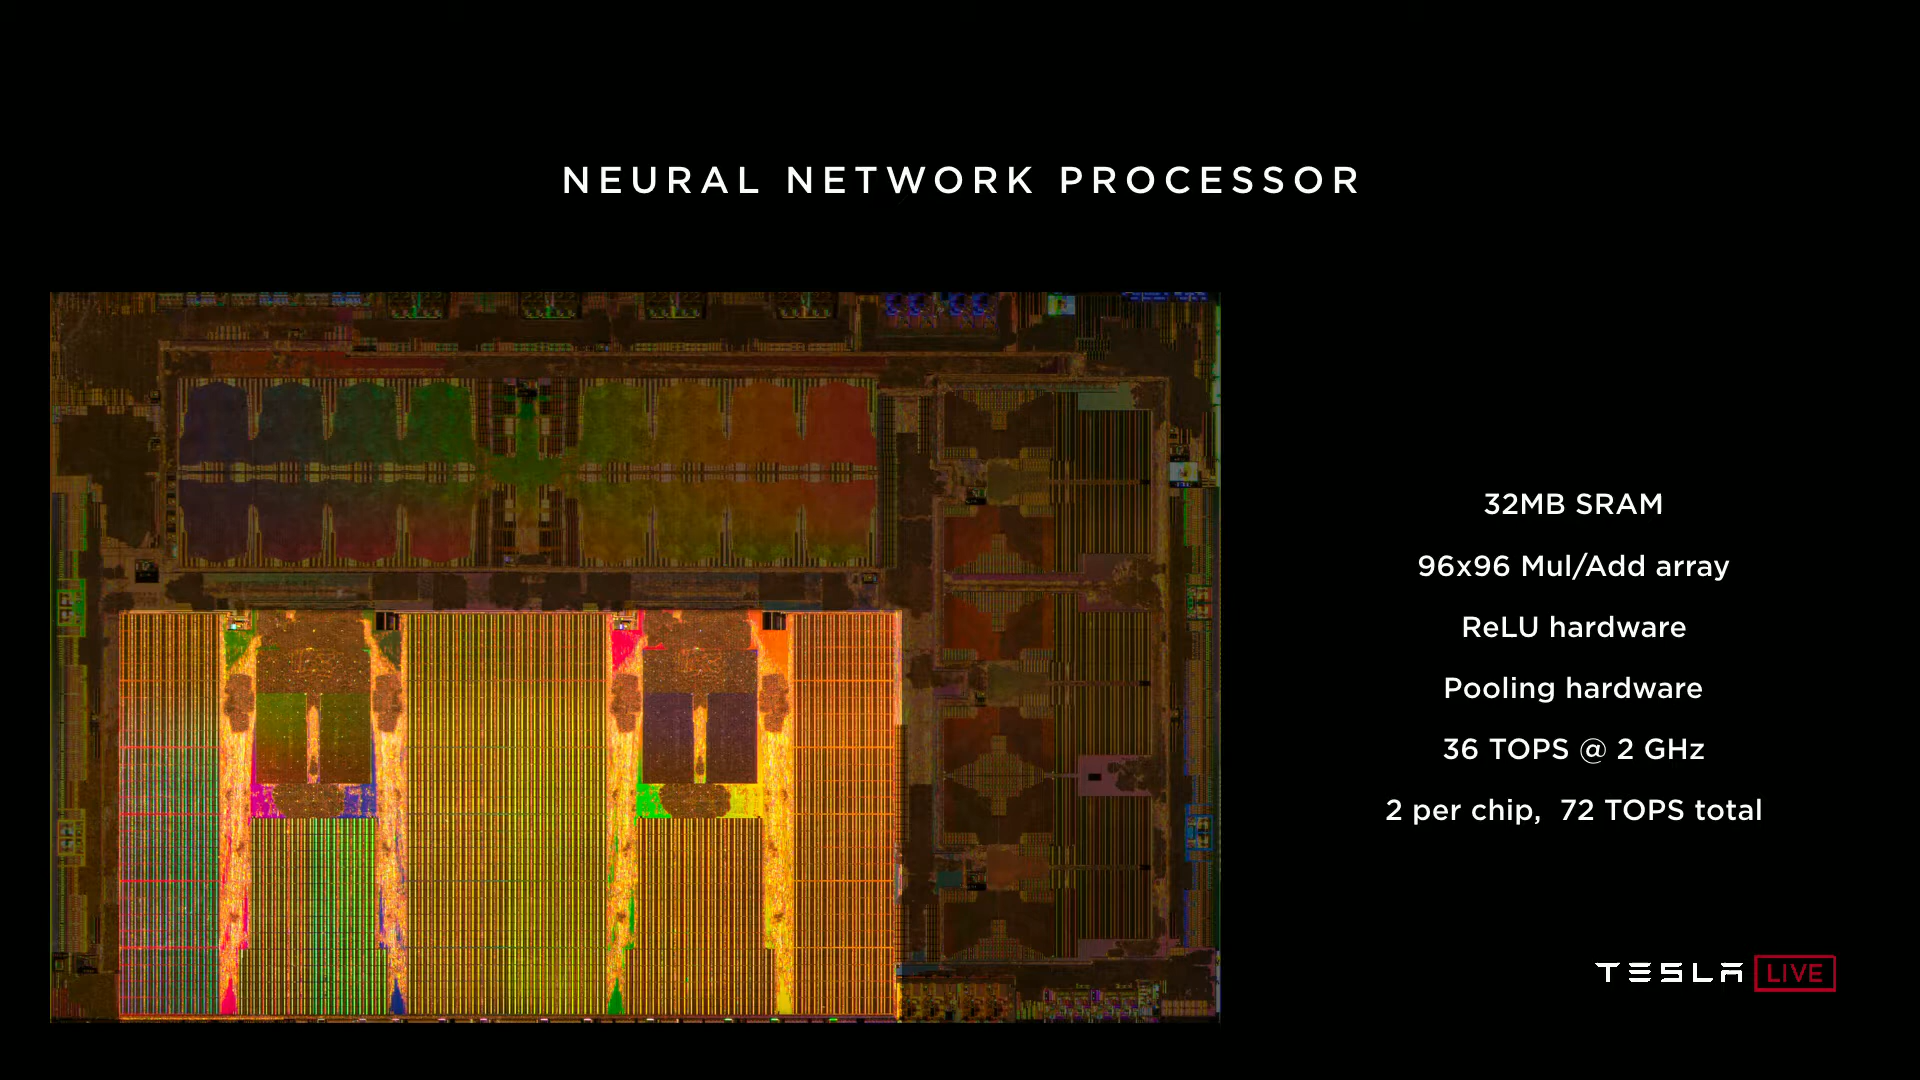 NEURAL NETWORK PROCESSOR
32MB SRAM
96x96 Mul/Add array
ReLU hardware
Pooling hardware
36 TOPS @ 2 GHz
2 per chip,  72 TOPS total
TESLA LIVE